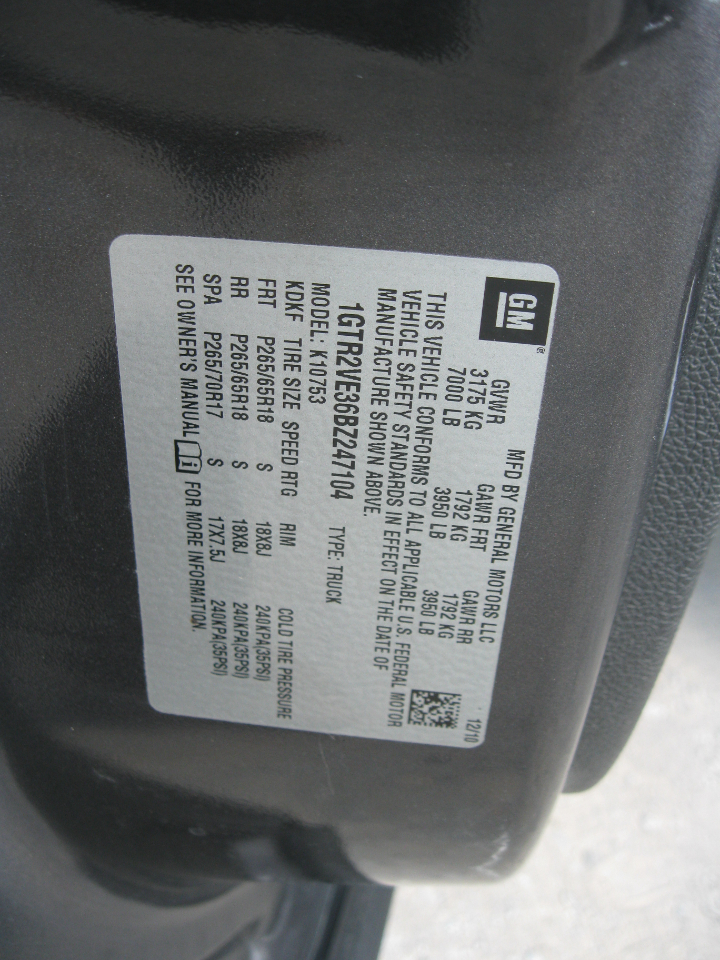 GM®
MFD BY GENERAL MOTORS LLC 12/10
GVWR GAWR FRT GAWR RR
3175 KG 1792 KG 1792 KG
7000 LB 3950 LB 3950 LB
THIS VEHICLE CONFORMS TO ALL APPLICABLE U.S. FEDERAL MOTOR
VEHICLE SAFETY STANDARDS IN EFFECT ON THE DATE OF
MANUFACTURE SHOWN ABOVE.
1GTR2VE36BZ247104 TYPE: TRUCK
MODEL: K10753
KDKF TIRE SIZE SPEED RTG RIM COLD TIRE PRESSURE
FRT P265/65R18 S 18X8J 240KPA(35PSI)
RR P265/65R18 S 18X8J 240KPA(35PSI)
SPA P265/70R17 S 17X7.5J 240KPA(35PSI)
SEE OWNER'S MANUAL i FOR MORE INFORMATION.